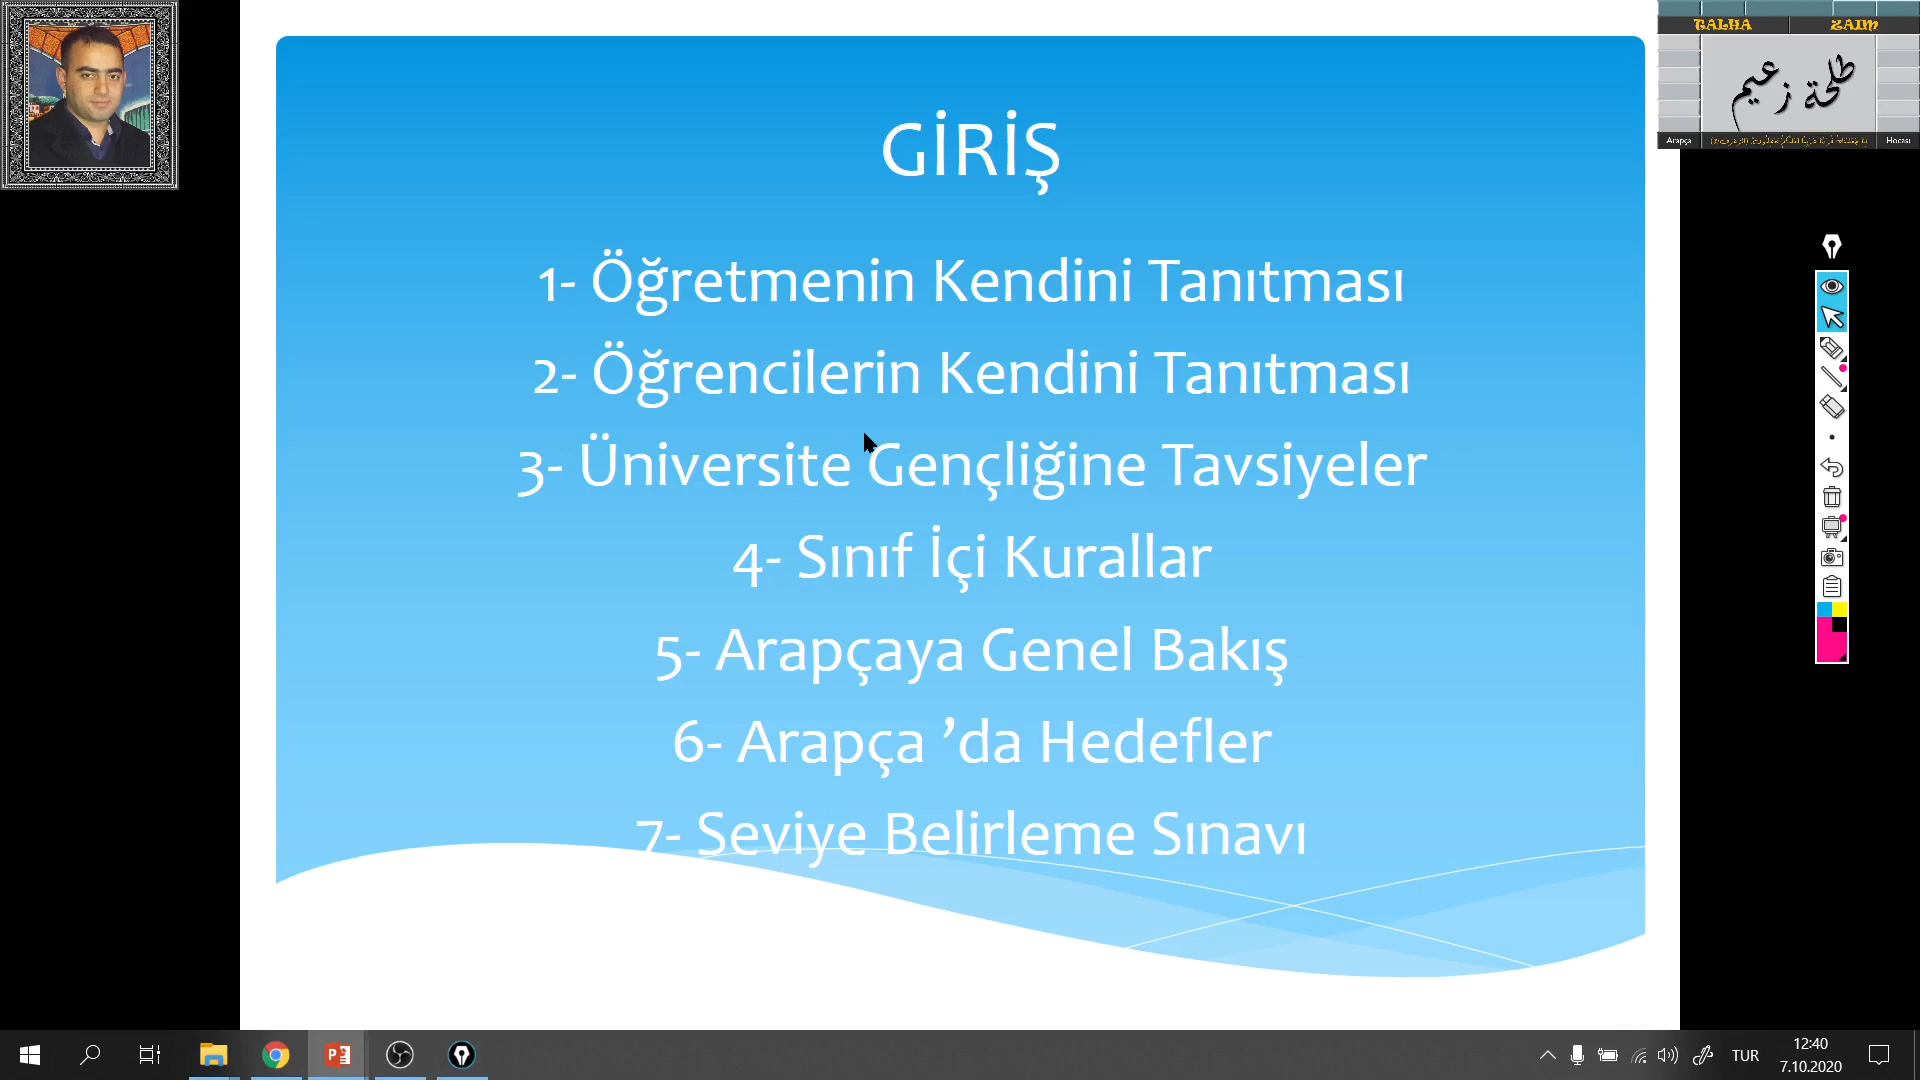 TALHA ZAIM
طلحة زعيم
Arapça Hocası
GİRİŞ
1- Öğretmenin Kendini Tanıtması
2- Öğrencilerin Kendini Tanıtması
3- Üniversite Gençliğine Tavsiyeler
4- Sınıf İçi Kurallar
5- Arapçaya Genel Bakış
6- Arapça ’da Hedefler
7- Seviye Belirleme Sınavı
TUR
12:40
7.10.2020